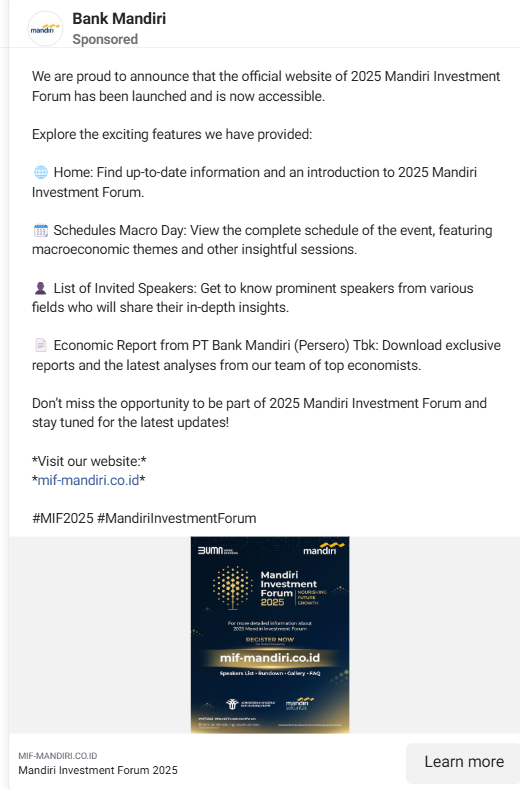 Bank Mandiri
mandiri
Sponsored
We are proud to announce that the official website of 2025 Mandiri Investment
Forum has been launched and is now accessible.
Explore the exciting features we have provided:
Home: Find up-to-date information and an introduction to 2025 Mandiri
Investment Forum.
Schedules Macro Day: View the complete schedule of the event, featuring
macroeconomic themes and other insightful sessions.
List of Invited Speakers: Get to know prominent speakers from various
fields who will share their in-depth insights.
Economic Report from PT Bank Mandiri (Persero) Tbk: Download exclusive
reports and the latest analyses from our team of top economists.
Don't miss the opportunity to be part of 2025 Mandiri Investment Forum and
stay tuned for the latest updates!
*Visit our website:*
*mif-mandiri.co.id*
#MIF2025 #MandiriInvestmentForum
BUMN
mandiri
Mandiri
Investment
Forum
2025
NOURISHING
FUTURE
GROWTH
For more detailed information about
2025 Mandiri Investment Forum
REGISTER NOW
mif-mandiri.co.id
Speakers List • Rundown • Gallery • FAQ
mandiri
sekuritas
MIF-MANDIRI.CO.ID
Mandiri Investment Forum 2025
Learn more